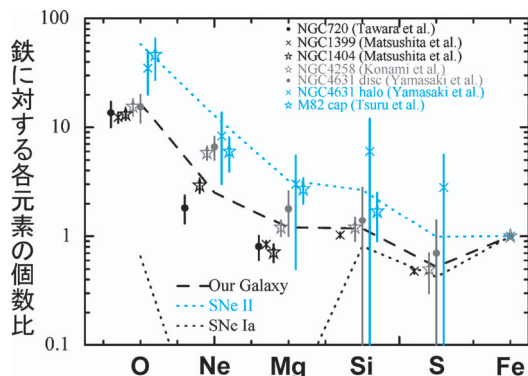 鉄に対する各元素の個数比
100
10
1
0.1
NGC720 (Tawara et al.)
NGC1399 (Matsushita et al.)
NGC1404 (Matsushita et al.)
NGC4258 (Konami et al.)
NGC4631 disc (Yamasaki et al.)
NGC4631 halo (Yamasaki et al.)
M82 cap (Tsuru et al.)
Our Galaxy
SNe II
SNe Ia
O Ne Mg Si S Fe